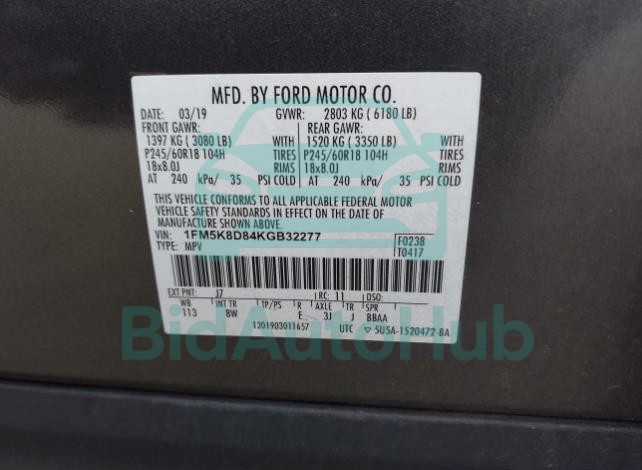 MFD. BY FORD MOTOR CO.
DATE: 03/19 GVWR: 2803 KG ( 6180 LB)
FRONT GAWR: REAR GAWR:
1397 KG ( 3080 LB) WITH 1520 KG ( 3350 LB) WITH
P245/60R18 104H TIRES P245/60R18 104H TIRES
18x8.0J RIMS 18x8.0J RIMS
AT 240 kPa/ 35 PSI COLD AT 240 kPa/ 35 PSI COLD
THIS VEHICLE CONFORMS TO ALL APPLICABLE FEDERAL MOTOR
VEHICLE SAFETY STANDARDS IN EFFECT ON THE DATE OF
MANUFACTURE SHOWN ABOVE.
VIN: 1FM5K8D84KGB32277 F0238
TYPE: MPV T0417
EXT PNT: J7 RC: 11 DSO:
WB INT TR TP/PS R AXLE TR SPR
113 8W E 3J J BBAA
1201903011657 UTC ▽ 5U5A-1520472-BA
BidAutoHub